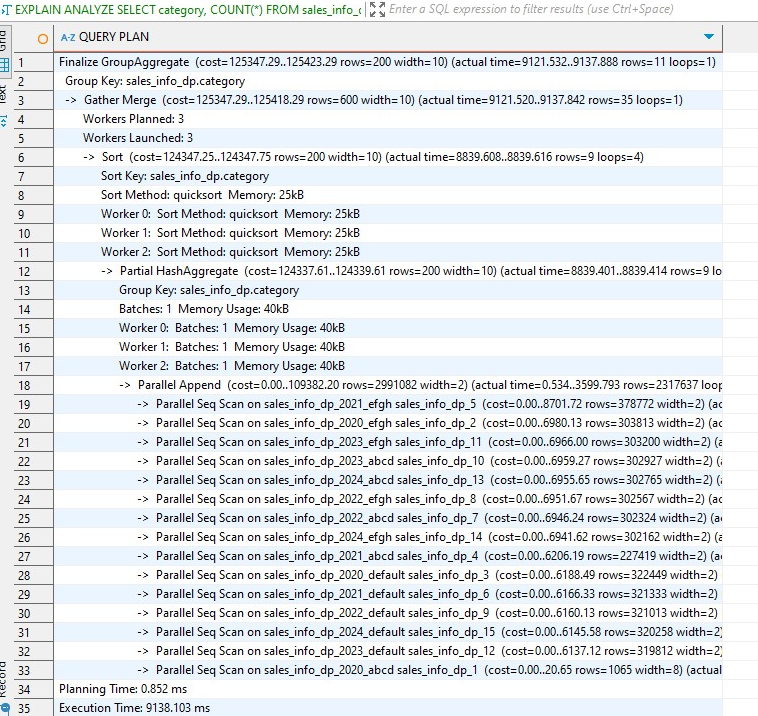 EXPLAIN ANALYZE SELECT category, COUNT(*) FROM sales_info_ Enter a SQL expression to filter results (use Ctrl+Space)
Grid
Text
Record
A-Z QUERY PLAN
1 Finalize GroupAggregate (cost=125347.29..125423.29 rows=200 width=10) (actual time=9121.532..9137.888 rows=11 loops=1)
2 Group Key: sales_info_dp.category
3 -> Gather Merge (cost=125347.29..125418.29 rows=600 width=10) (actual time=9121.520..9137.842 rows=35 loops=1)
4 Workers Planned: 3
5 Workers Launched: 3
6 -> Sort (cost=124347.25..124347.75 rows=200 width=10) (actual time=8839.608..8839.616 rows=9 loops=4)
7 Sort Key: sales_info_dp.category
8 Sort Method: quicksort Memory: 25kB
9 Worker 0: Sort Method: quicksort Memory: 25kB
10 Worker 1: Sort Method: quicksort Memory: 25kB
11 Worker 2: Sort Method: quicksort Memory: 25kB
12 -> Partial HashAggregate (cost=124337.61..124339.61 rows=200 width=10) (actual time=8839.401..8839.414 rows=9 lo
13 Group Key: sales_info_dp.category
14 Batches: 1 Memory Usage: 40kB
15 Worker 0: Batches: 1 Memory Usage: 40kB
16 Worker 1: Batches: 1 Memory Usage: 40kB
17 Worker 2: Batches: 1 Memory Usage: 40kB
18 -> Parallel Append (cost=0.00..109382.20 rows=2991082 width=2) (actual time=0.534..3599.793 rows=2317637 loop
19 -> Parallel Seq Scan on sales_info_dp_2021_efgh sales_info_dp_5 (cost=0.00..8701.72 rows=378772 width=2) (ac
20 -> Parallel Seq Scan on sales_info_dp_2020_efgh sales_info_dp_2 (cost=0.00..6980.13 rows=303813 width=2) (ac
21 -> Parallel Seq Scan on sales_info_dp_2023_efgh sales_info_dp_11 (cost=0.00..6966.00 rows=303200 width=2) (a
22 -> Parallel Seq Scan on sales_info_dp_2023_abcd sales_info_dp_10 (cost=0.00..6959.27 rows=302927 width=2) (a
23 -> Parallel Seq Scan on sales_info_dp_2024_abcd sales_info_dp_13 (cost=0.00..6955.65 rows=302765 width=2) (a
24 -> Parallel Seq Scan on sales_info_dp_2022_efgh sales_info_dp_8 (cost=0.00..6951.67 rows=302567 width=2) (ac
25 -> Parallel Seq Scan on sales_info_dp_2022_abcd sales_info_dp_7 (cost=0.00..6946.24 rows=302324 width=2) (ac
26 -> Parallel Seq Scan on sales_info_dp_2024_efgh sales_info_dp_14 (cost=0.00..6941.62 rows=302162 width=2) (a
27 -> Parallel Seq Scan on sales_info_dp_2021_abcd sales_info_dp_4 (cost=0.00..6206.19 rows=227419 width=2) (ac
28 -> Parallel Seq Scan on sales_info_dp_2020_default sales_info_dp_3 (cost=0.00..6188.49 rows=322449 width=2)
29 -> Parallel Seq Scan on sales_info_dp_2021_default sales_info_dp_6 (cost=0.00..6166.33 rows=321333 width=2)
30 -> Parallel Seq Scan on sales_info_dp_2022_default sales_info_dp_9 (cost=0.00..6160.13 rows=321013 width=2)
31 -> Parallel Seq Scan on sales_info_dp_2024_default sales_info_dp_15 (cost=0.00..6145.58 rows=320258 width=2)
32 -> Parallel Seq Scan on sales_info_dp_2023_default sales_info_dp_12 (cost=0.00..6137.12 rows=319812 width=2)
33 -> Parallel Seq Scan on sales_info_dp_2020_abcd sales_info_dp_1 (cost=0.00..20.65 rows=1065 width=8) (actual
34 Planning Time: 0.852 ms
35 Execution Time: 9138.103 ms